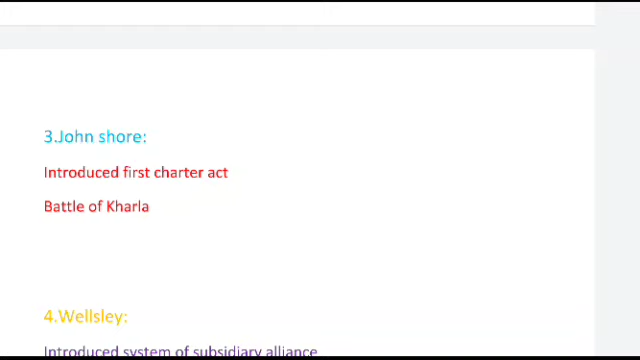 3.John shore:
Introduced first charter act
Battle of Kharla
4.Wellsley:
Introduced system of subsidiary alliance